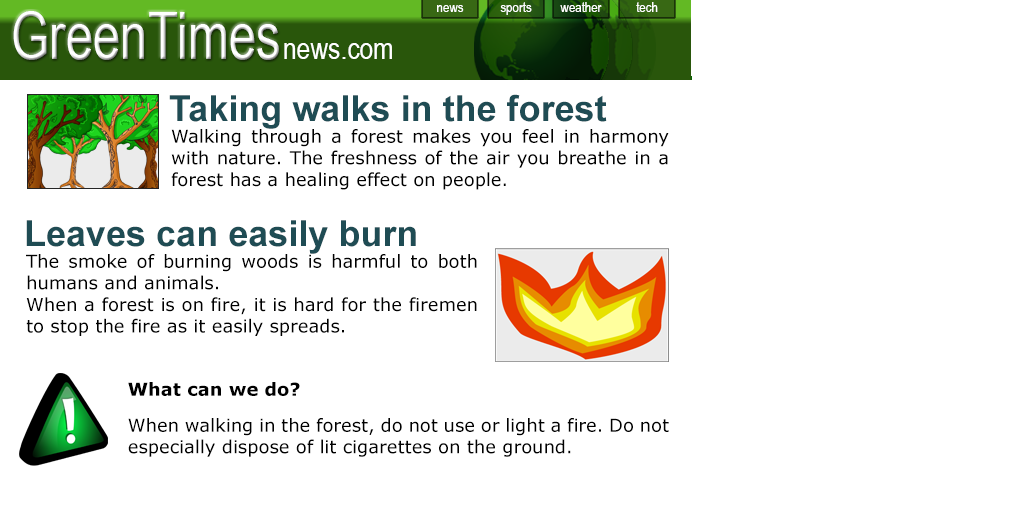 news sports weather tech
GreenTimesnews.com
Taking walks in the forest
Walking through a forest makes you feel in harmony
with nature. The freshness of the air you breathe in a
forest has a healing effect on people.
Leaves can easily burn
The smoke of burning woods is harmful to both
humans and animals.
When a forest is on fire, it is hard for the firemen
to stop the fire as it easily spreads.
What can we do?
When walking in the forest, do not use or light a fire. Do not
especially dispose of lit cigarettes on the ground.